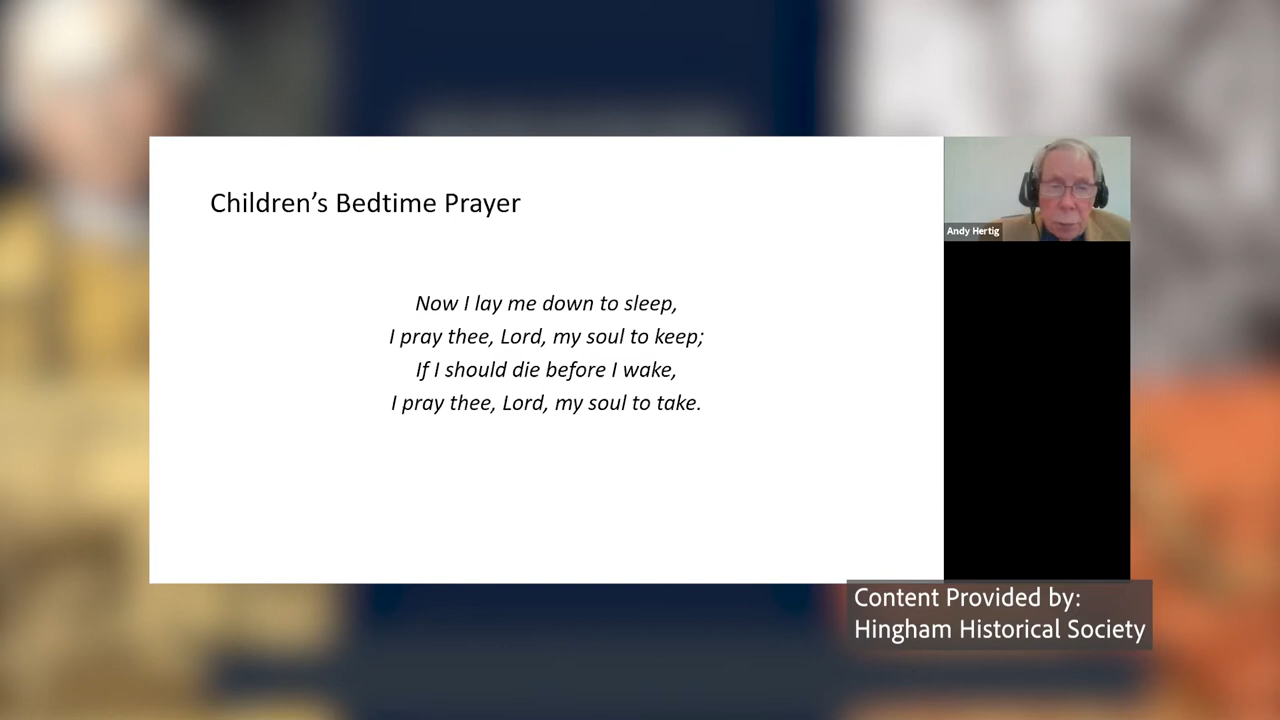 Children's Bedtime Prayer
Now I lay me down to sleep,
I pray thee, Lord, my soul to keep;
If I should die before I wake,
I pray thee, Lord, my soul to take.
Andy Hertig
Content Provided by:
Hingham Historical Society